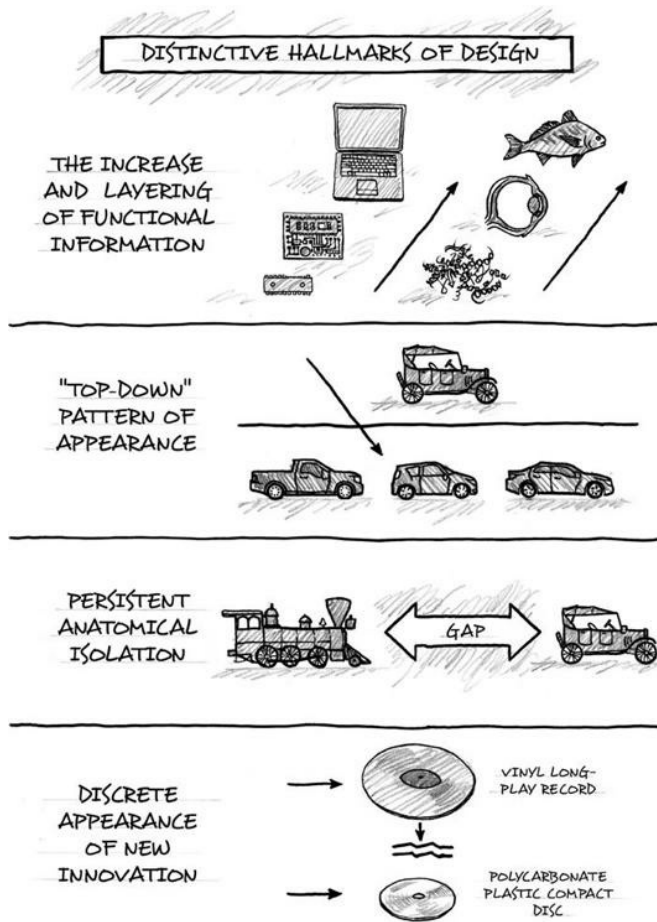 DISTINCTIVE HALLMARKS OF DESIGN
THE INCREASE
AND LAYERING
OF FUNCTIONAL
INFORMATION
"TOP-DOWN"
PATTERN OF
APPEARANCE
PERSISTENT
ANATOMICAL
ISOLATION
GAP
DISCRETE
APPEARANCE
OF NEW
INNOVATION
VINYL LONG-
PLAY RECORD
POLYCARBONATE
PLASTIC COMPACT
DISC